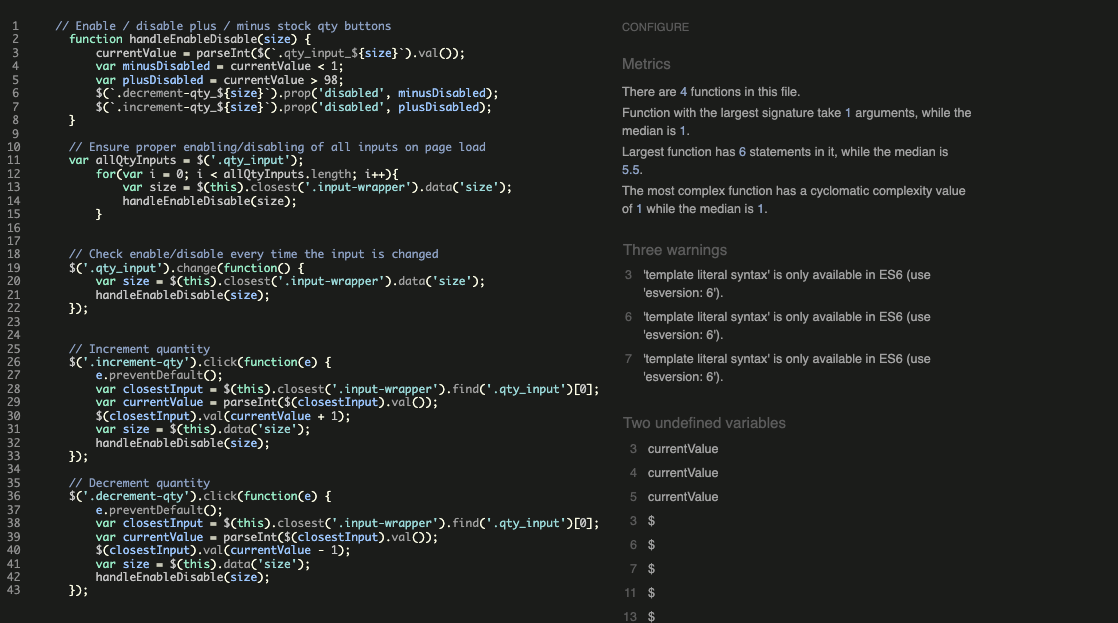 1 // Enable / disable plus / minus stock qty buttons
2 function handleEnableDisable(size) {
3 currentValue = parseInt($(`.qty_input_${size}`).val());
4 var minusDisabled = currentValue < 1;
5 var plusDisabled = currentValue > 98;
6 $(`.decrement-qty_${size}`).prop('disabled', minusDisabled);
7 $(`.increment-qty_${size}`).prop('disabled', plusDisabled);
8 }
9
10 // Ensure proper enabling/disabling of all inputs on page load
11 var allQtyInputs = $('.qty_input');
12 for(var i = 0; i < allQtyInputs.length; i++){
13 var size = $(this).closest('.input-wrapper').data('size');
14 handleEnableDisable(size);
15 }
16
17
18 // Check enable/disable every time the input is changed
19 $('.qty_input').change(function() {
20 var size = $(this).closest('.input-wrapper').data('size');
21 handleEnableDisable(size);
22 });
23
24
25 // Increment quantity
26 $('.increment-qty').click(function(e) {
27 e.preventDefault();
28 var closestInput = $(this).closest('.input-wrapper').find('.qty_input')[0];
29 var currentValue = parseInt($(closestInput).val());
30 $(closestInput).val(currentValue + 1);
31 var size = $(this).data('size');
32 handleEnableDisable(size);
33 });
34
35 // Decrement quantity
36 $('.decrement-qty').click(function(e) {
37 e.preventDefault();
38 var closestInput = $(this).closest('.input-wrapper').find('.qty_input')[0];
39 var currentValue = parseInt($(closestInput).val());
40 $(closestInput).val(currentValue - 1);
41 var size = $(this).data('size');
42 handleEnableDisable(size);
43 });
CONFIGURE
Metrics
There are 4 functions in this file.
Function with the largest signature take 1 arguments, while the
median is 1.
Largest function has 6 statements in it, while the median is
5.5.
The most complex function has a cyclomatic complexity value
of 1 while the median is 1.
Three warnings
3 'template literal syntax' is only available in ES6 (use
'esversion: 6').
6 'template literal syntax' is only available in ES6 (use
'esversion: 6').
7 'template literal syntax' is only available in ES6 (use
'esversion: 6').
Two undefined variables
3 currentValue
4 currentValue
5 currentValue
3 $
6 $
7 $
11 $
13 $